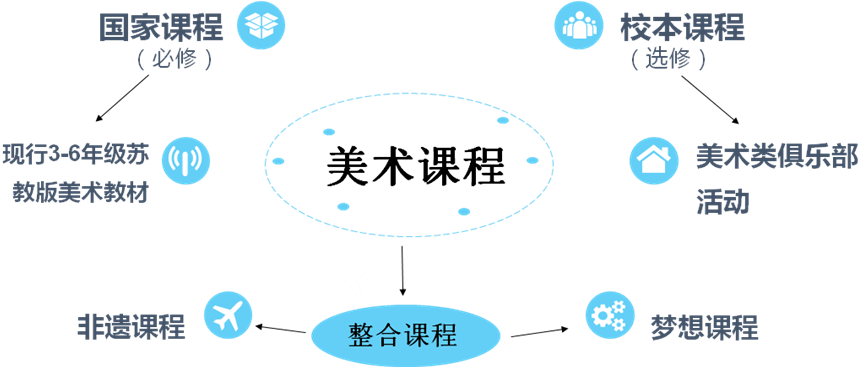 国家课程
（必修）
校本课程
（选修）
现行3-6年级苏
教版美术教材
美术课程
美术类俱乐部
活动
非遗课程
整合课程
梦想课程